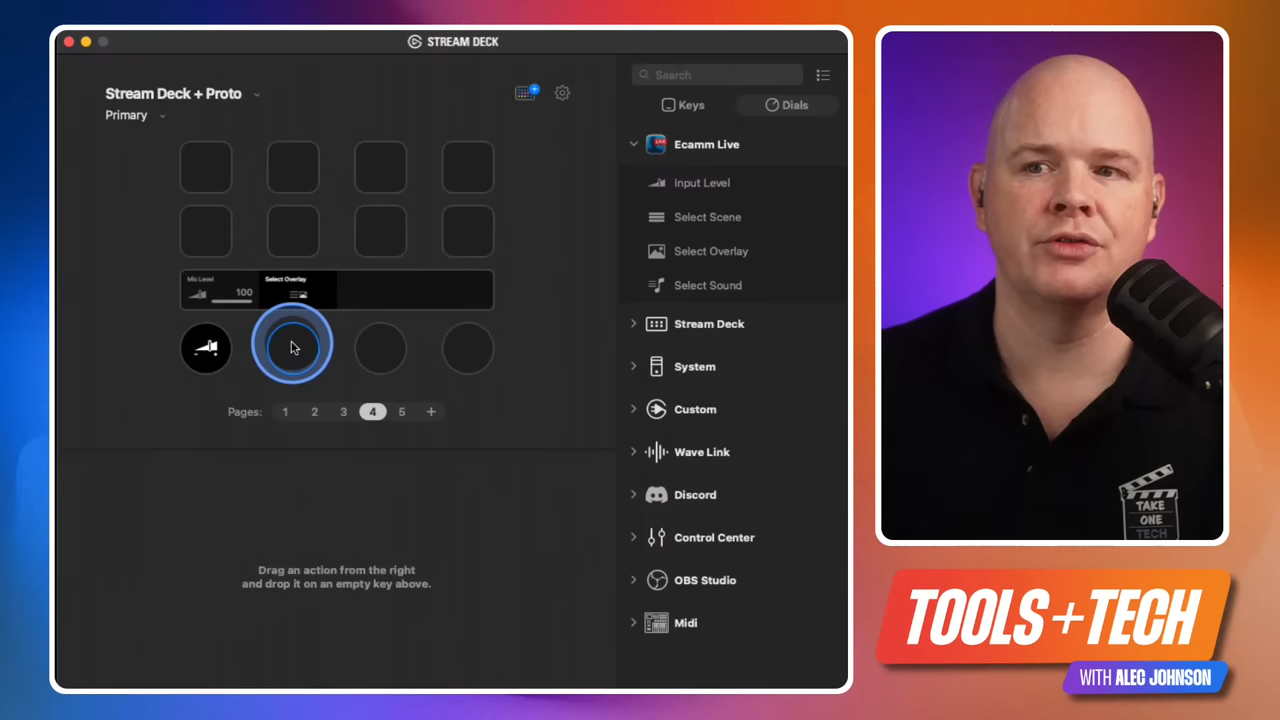 STREAM DECK
Stream Deck + Proto
Primary
Mic Level
100
Select Overlay
Pages: 1 2 3 4 5 +
Drag an action from the right
and drop it on an empty key above.
Search
Keys
Dials
Ecamm Live
Input Level
Select Scene
Select Overlay
Select Sound
Stream Deck
System
Custom
Wave Link
Discord
Control Center
OBS Studio
Midi
TAKE
ONE
TECH
TOOLS+TECH
WITH ALEC JOHNSON